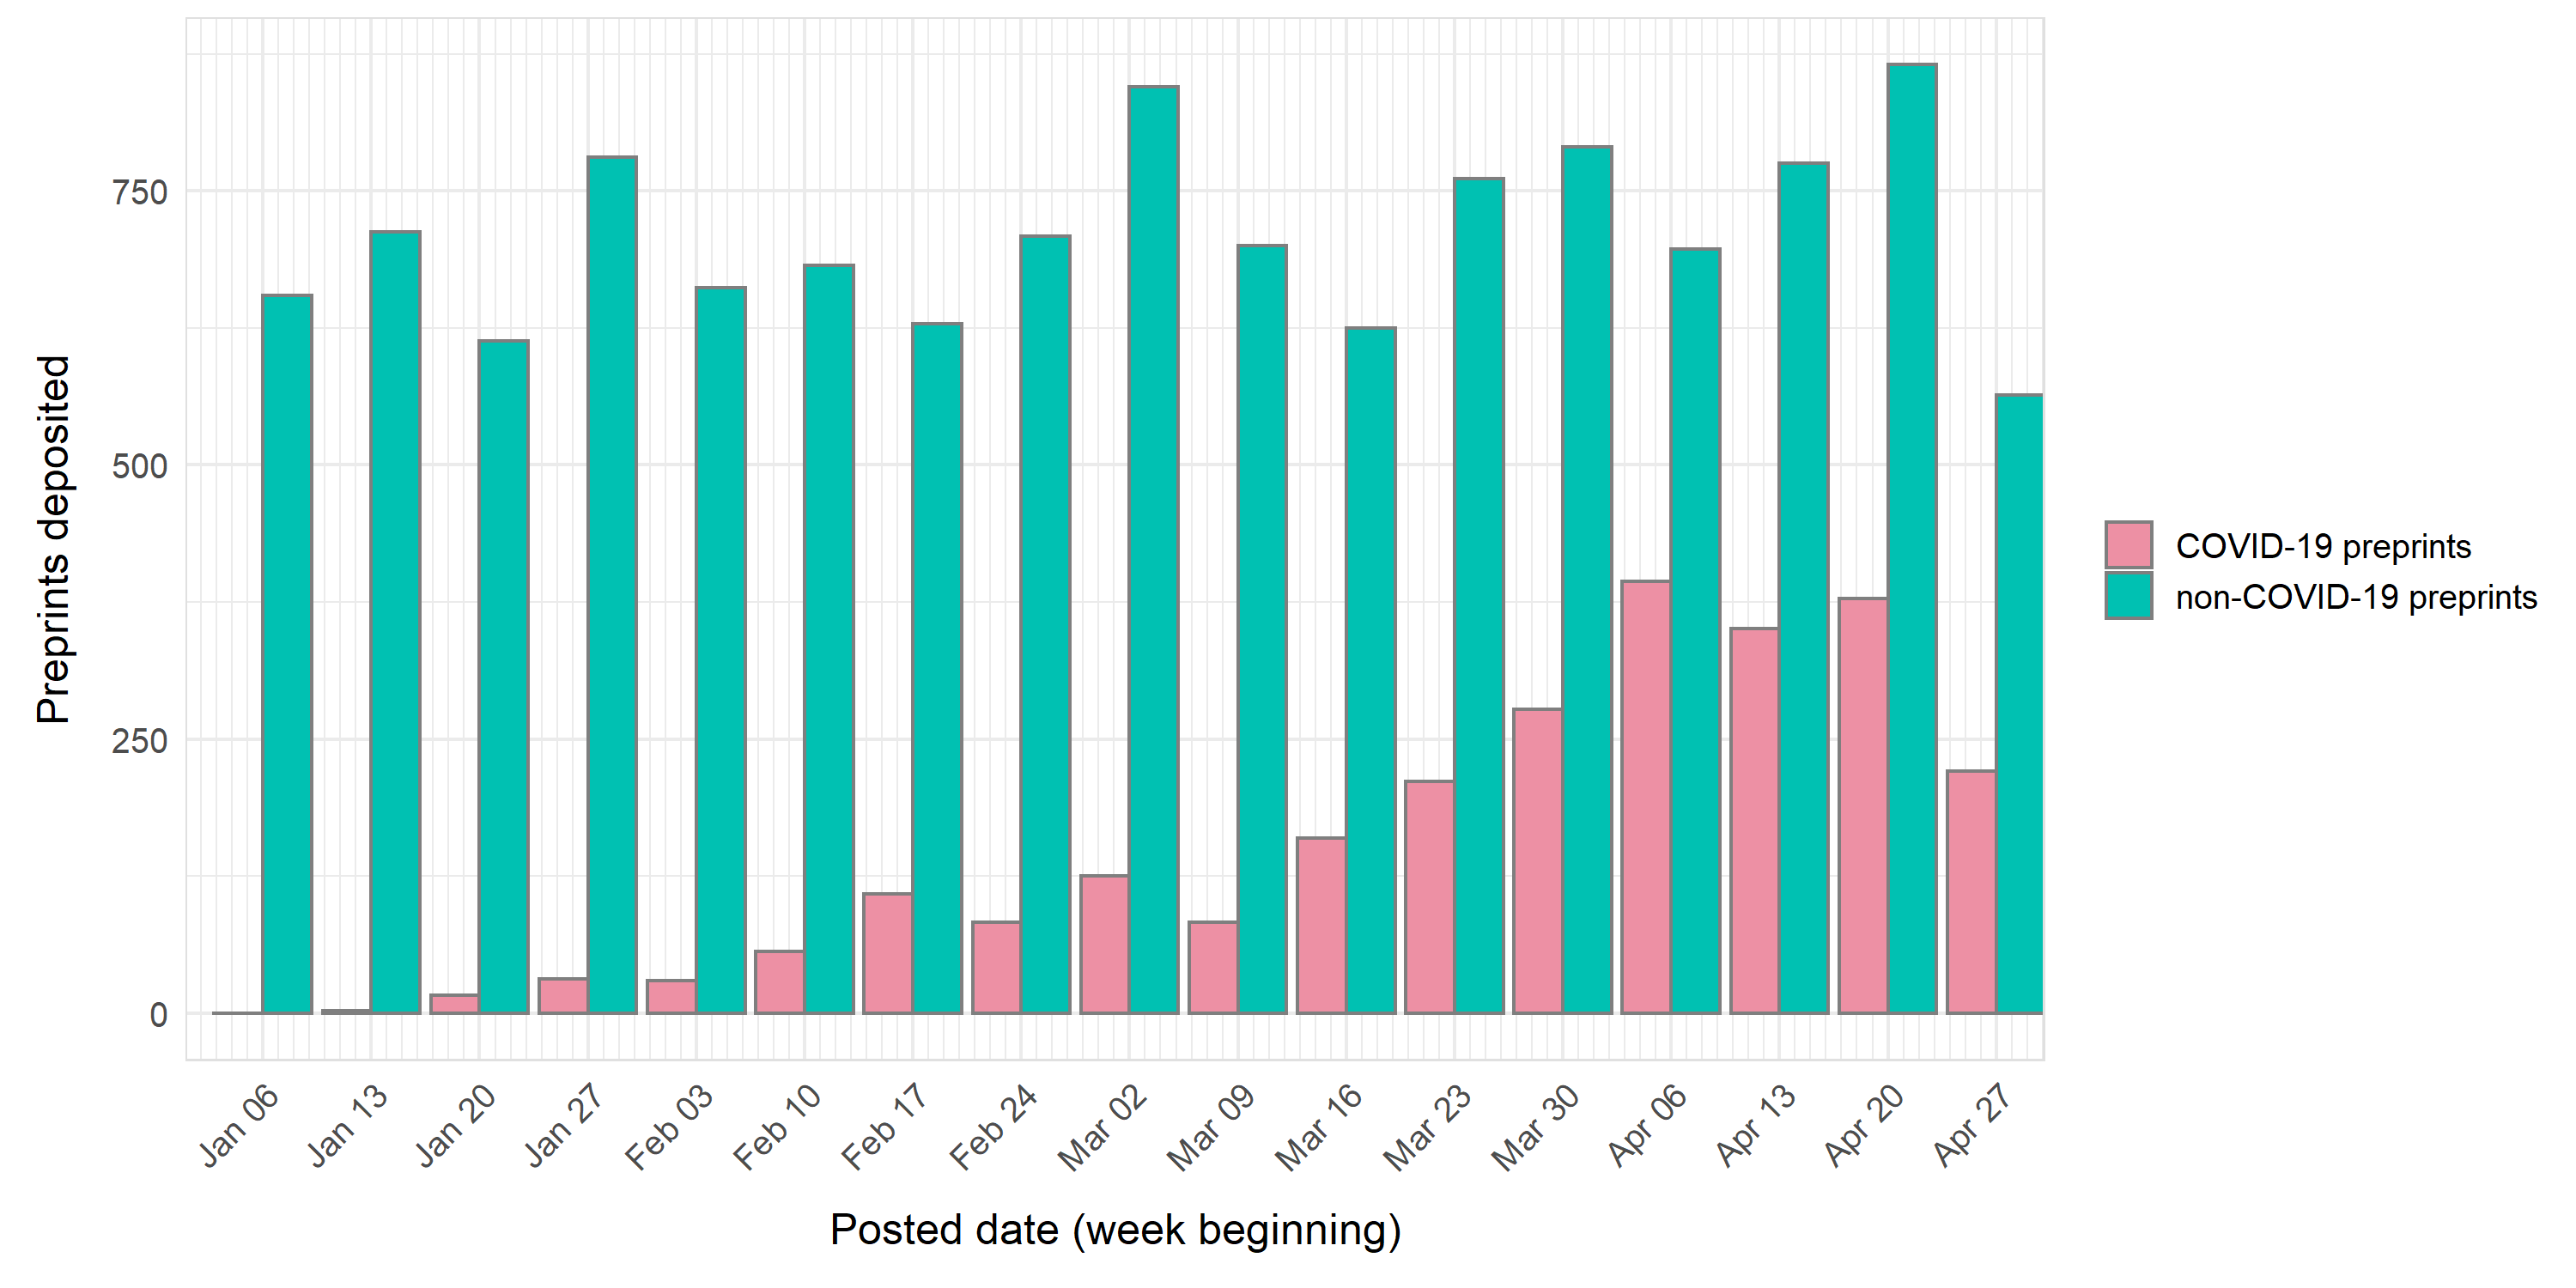 Preprints deposited
750
500
250
0
Jan 06
Jan 13
Jan 20
Jan 27
Feb 03
Feb 10
Feb 17
Feb 24
Mar 02
Mar 09
Mar 16
Mar 23
Mar 30
Apr 06
Apr 13
Apr 20
Apr 27
Posted date (week beginning)
COVID-19 preprints
non-COVID-19 preprints